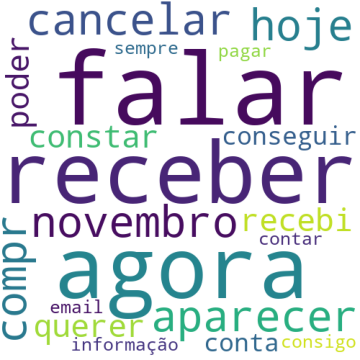 cancelar hoje
sempre pagar
poder falar
constar conseguir
receber
novembro recebi
contar
compr agora
email querer aparecer
informação conta consigo